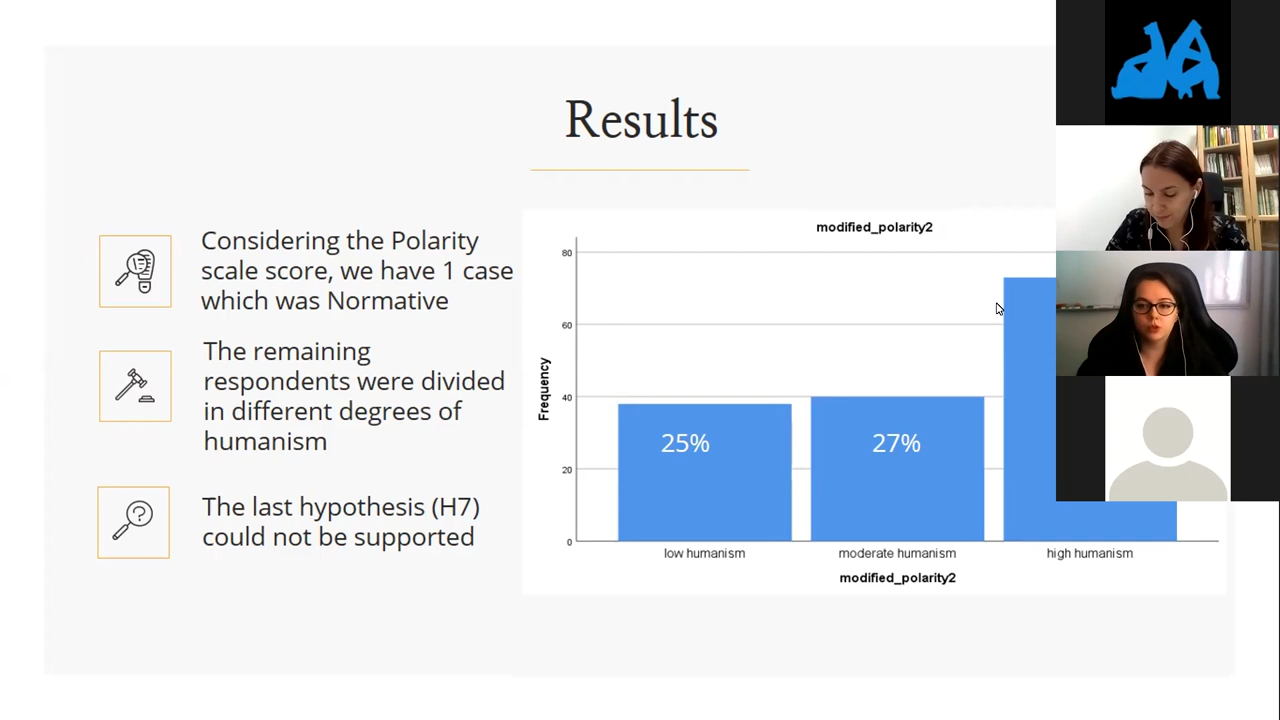 Results
Considering the Polarity
scale score, we have 1 case
which was Normative
The remaining
respondents were divided
in different degrees of
humanism
The last hypothesis (H7)
could not be supported
modified_polarity2
80
60
40
20
0
Frequency
25%
27%
low humanism
moderate humanism
high humanism
modified_polarity2